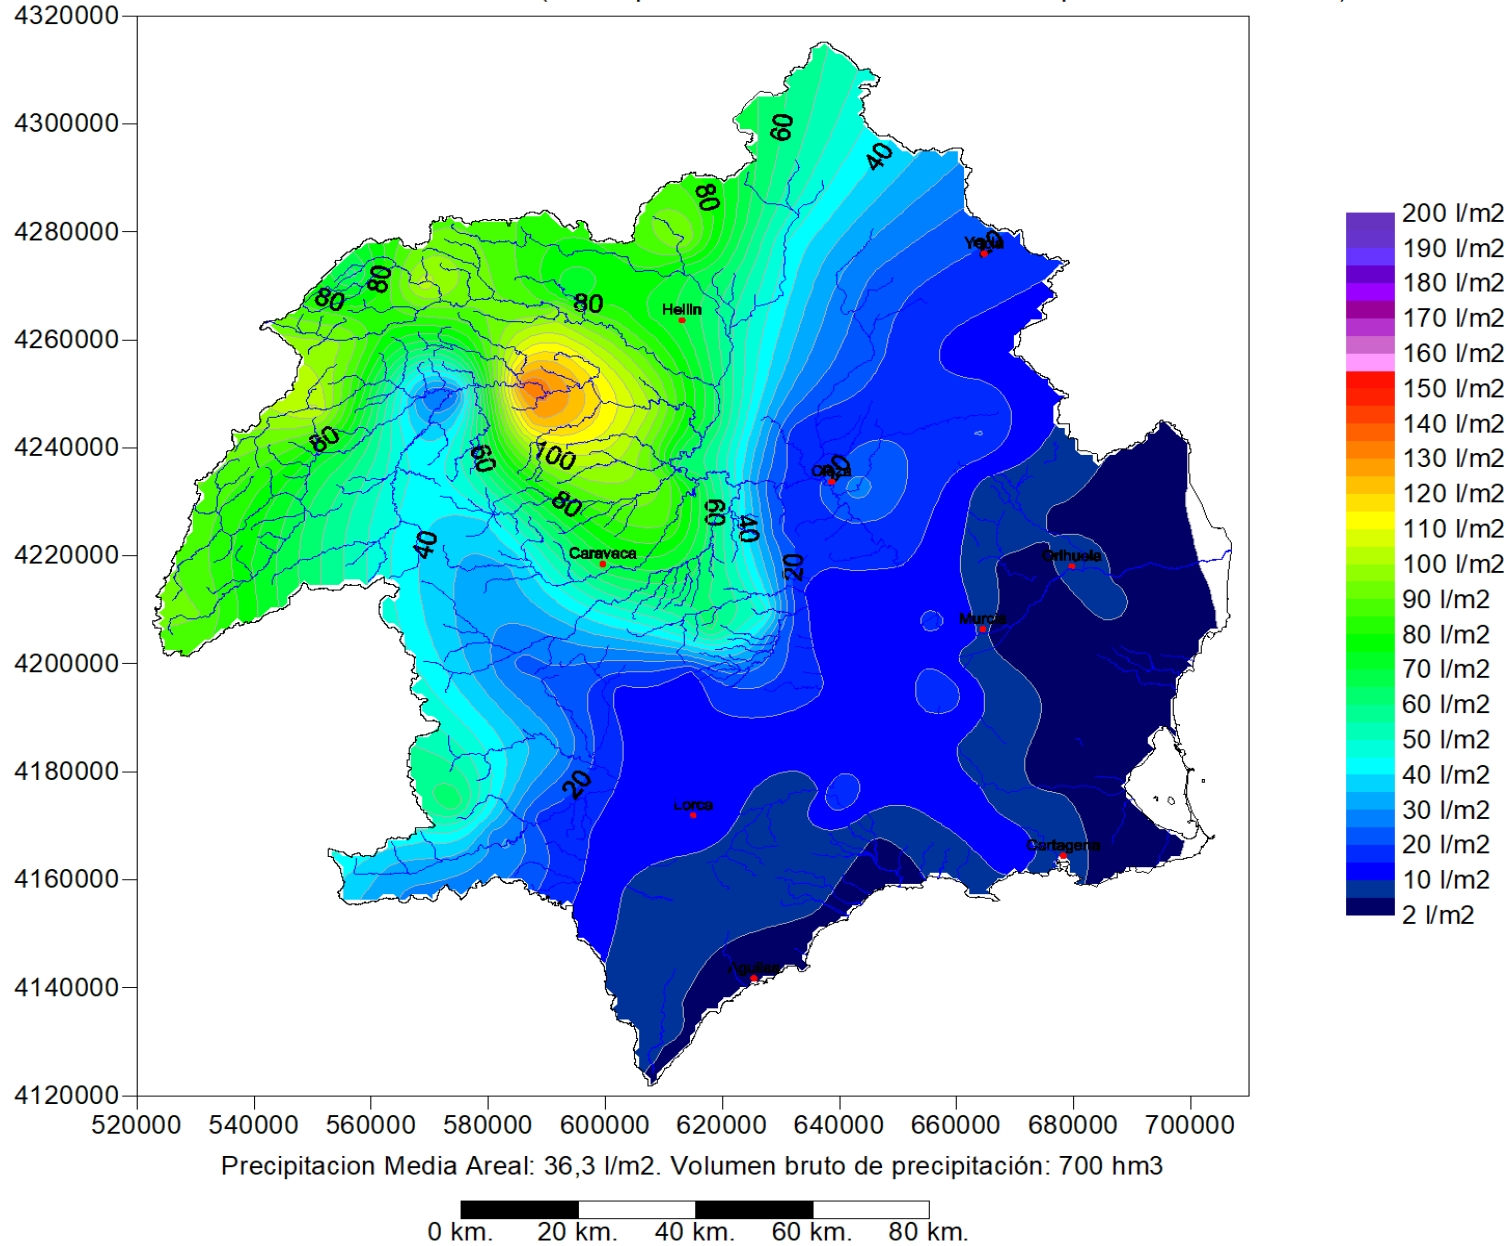 4320000
4300000
4280000
4260000
4240000
4220000
4200000
4180000
4160000
4140000
4120000
520000 540000 560000 580000 600000 620000 640000 660000 680000 700000
60
40
80
80
80
80
Hellin
Yecla
60
60
100
80
60
40
40
20
Cieza
Caravaca
Orihuela
Murcia
20
Lorca
Cartagena
Aguilas
200 l/m2
190 l/m2
180 l/m2
170 l/m2
160 l/m2
150 l/m2
140 l/m2
130 l/m2
120 l/m2
110 l/m2
100 l/m2
90 l/m2
80 l/m2
70 l/m2
60 l/m2
50 l/m2
40 l/m2
30 l/m2
20 l/m2
10 l/m2
2 l/m2
Precipitacion Media Areal: 36,3 l/m2. Volumen bruto de precipitación: 700 hm3
0 km. 20 km. 40 km. 60 km. 80 km.